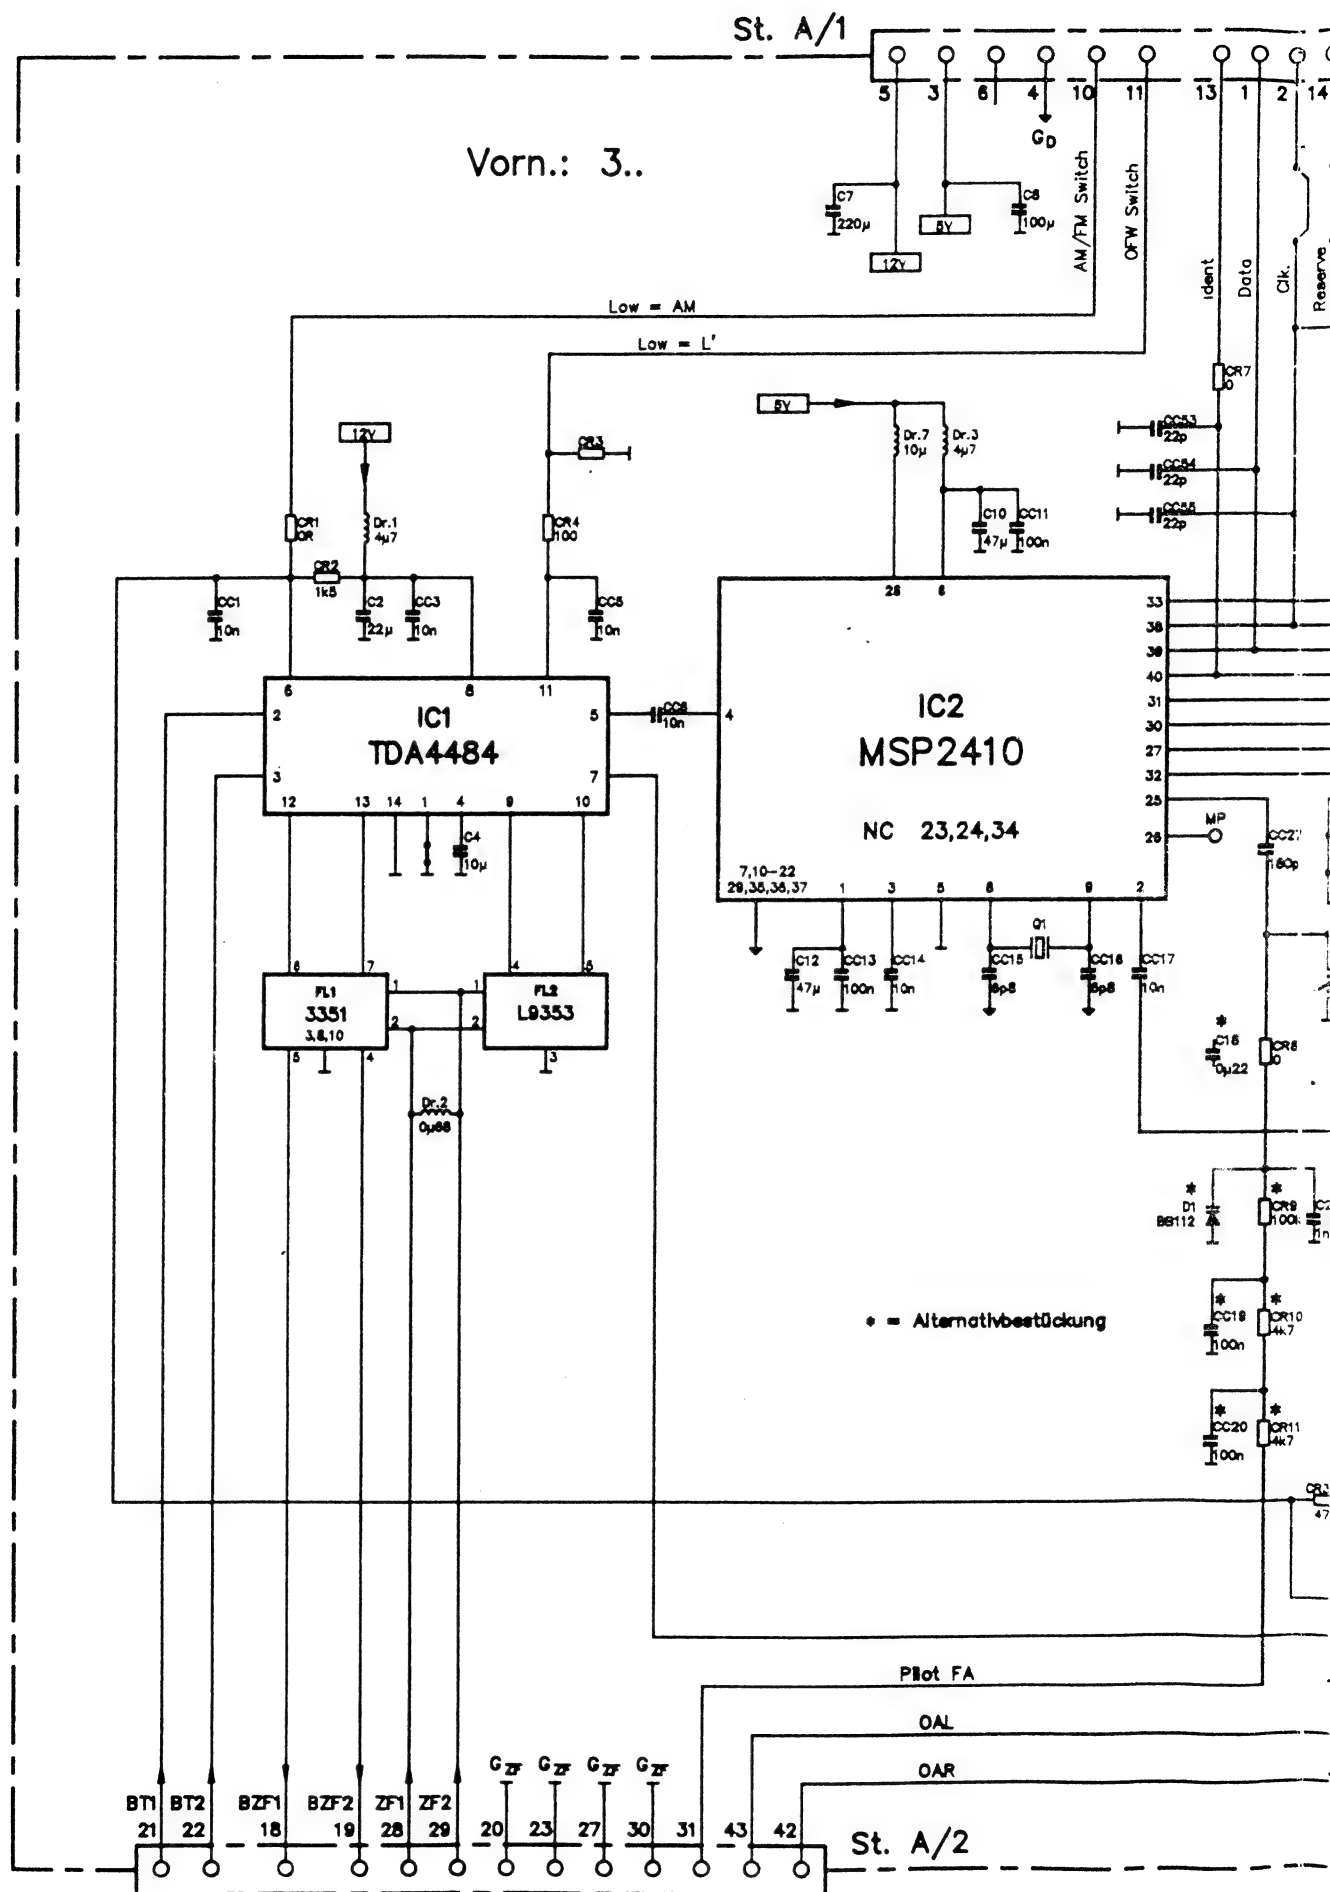 St. A/1
5 3 6 4 10 11 13 1 2 14
GD
Vorn.: 3..
AM/FM Switch
OFW Switch
Ident
Data
Clk.
Reserve
C7
220µ
C8
100µ
5V
12V
Low = AM
Low = L'
CR7
0
5V
12V
CR3
Dr.7
10µ
Dr.3
4µ7
CC53
22p
CC54
22p
CC55
22p
CR1
0R
Dr.1
4µ7
CR4
100
C10
47µ
CC11
100n
CR2
1k5
CC1
10n
C2
22µ
CC3
10n
CC5
10n
28 6
33
38
39
40
31
30
27
32
25
26
6 8 11
2 5
3 7
IC1
TDA4484
CC6
10n
4
IC2
MSP2410
NC 23,24,34
12 13 14 1 4 9 10
C4
10µ
MP
CC27
180p
7,10-22
29,35,36,37
1 3 5 8 9 2
Q1
C12
47µ
CC13
100n
CC14
10n
CC15
6p8
CC16
6p8
CC17
10n
6 7 4 5
FL1
3351
3,8,10
1 1
2 2
FL2
L9353
5 4 3
*
C18
0µ22
CR8
0
Dr.2
0µ68
*
D1
BB112
*
CR9
100k
1n
* = Alternativbestückung
*
CC19
100n
*
CR10
4k7
*
CC20
100n
*
CR11
4k7
47
Pilot FA
OAL
OAR
GZF GZF GZF GZF
BT1 BT2 BZF1 BZF2 ZF1 ZF2
21 22 18 19 28 29 20 23 27 30 31 43 42
St. A/2